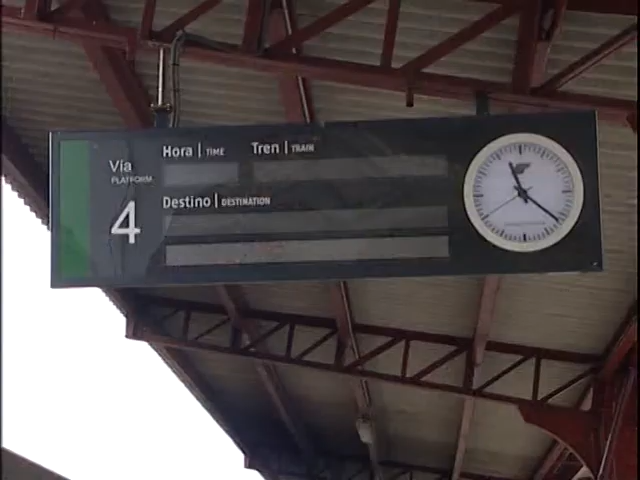 Hora | TIME Tren | TRAIN
Vía
PLATFORM
4
Destino | DESTINATION